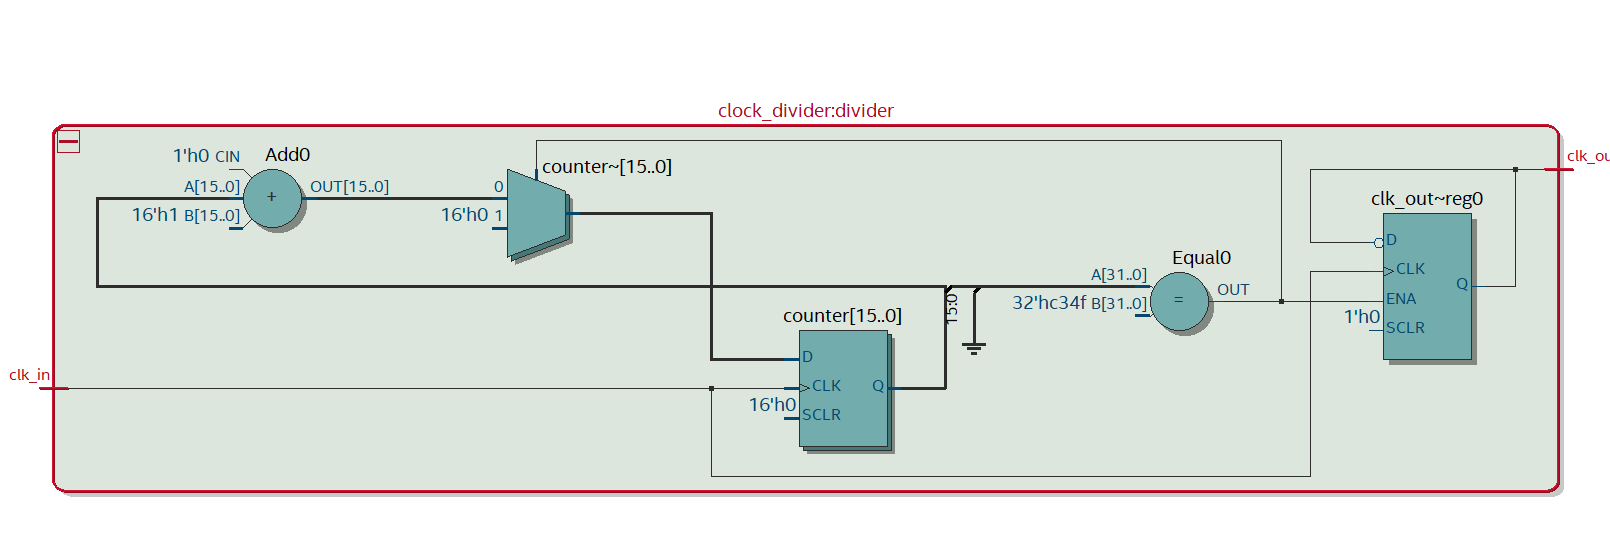 clock_divider:divider
1'h0 CIN
Add0
A[15..0]
OUT[15..0]
16'h1 B[15..0]
+
counter~[15..0]
0
16'h0 1
clk_ou
clk_out~reg0
D
CLK
Q
ENA
1'h0
SCLR
Equal0
A[31..0]
32'hc34f B[31..0]
=
OUT
15:0
counter[15..0]
D
CLK
Q
16'h0
SCLR
clk_in